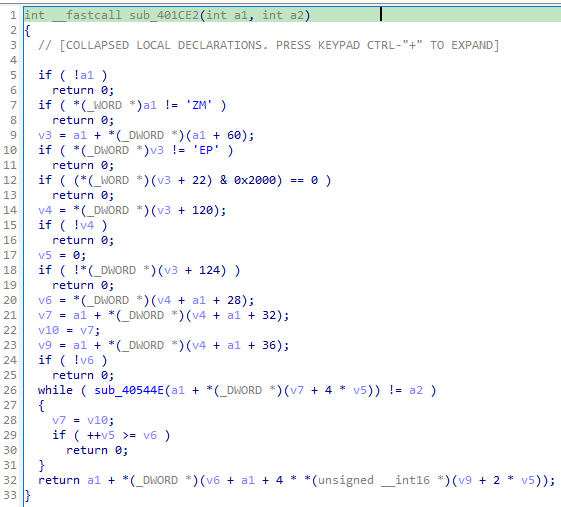 1 int __fastcall sub_401CE2(int a1, int a2)
2 {
3   // [COLLAPSED LOCAL DECLARATIONS. PRESS KEYPAD CTRL-"+" TO EXPAND]
4
5   if ( !a1 )
6     return 0;
7   if ( *(_WORD *)a1 != 'ZM' )
8     return 0;
9   v3 = a1 + *(_DWORD *)(a1 + 60);
10   if ( *(_DWORD *)v3 != 'EP' )
11     return 0;
12   if ( (*(_WORD *)(v3 + 22) & 0x2000) == 0 )
13     return 0;
14   v4 = *(_DWORD *)(v3 + 120);
15   if ( !v4 )
16     return 0;
17   v5 = 0;
18   if ( !*(_DWORD *)(v3 + 124) )
19     return 0;
20   v6 = *(_DWORD *)(v4 + a1 + 28);
21   v7 = a1 + *(_DWORD *)(v4 + a1 + 32);
22   v10 = v7;
23   v9 = a1 + *(_DWORD *)(v4 + a1 + 36);
24   if ( !v6 )
25     return 0;
26   while ( sub_40544E(a1 + *(_DWORD *)(v7 + 4 * v5)) != a2 )
27   {
28     v7 = v10;
29     if ( ++v5 >= v6 )
30       return 0;
31   }
32   return a1 + *(_DWORD *)(v6 + a1 + 4 * *(unsigned __int16 *)(v9 + 2 * v5));
33 }